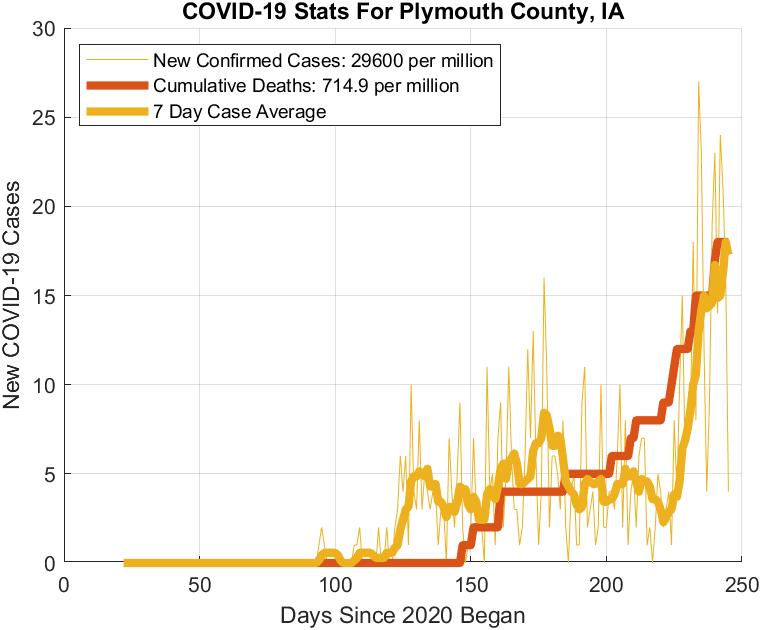 COVID-19 Stats For Plymouth County, IA
30
25
20
15
10
5
0
New COVID-19 Cases
New Confirmed Cases: 29600 per million
Cumulative Deaths: 714.9 per million
7 Day Case Average
0 50 100 150 200 250
Days Since 2020 Began